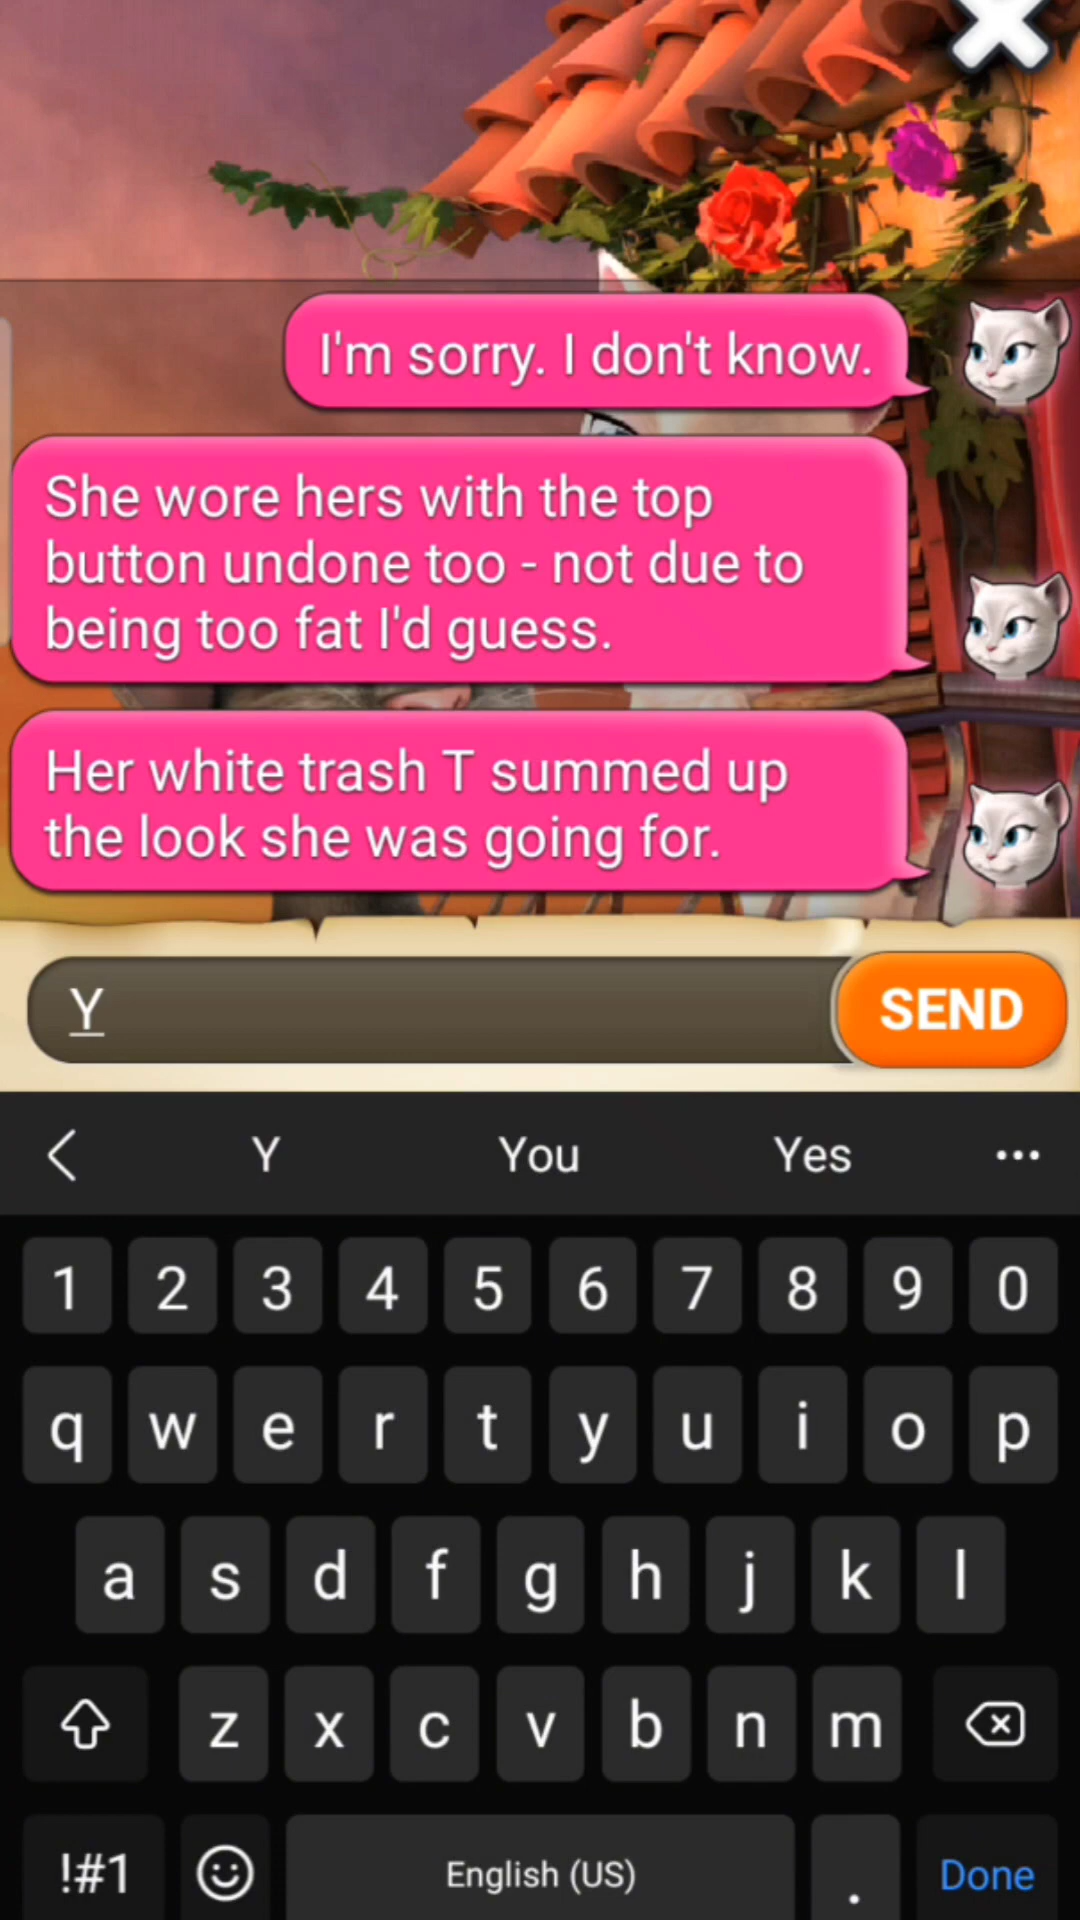 I'm sorry. I don't know.
She wore hers with the top
button undone too - not due to
being too fat I'd guess.
Her white trash T summed up
the look she was going for.
Y
SEND
Y You Yes ...
1 2 3 4 5 6 7 8 9 0
q w e r t y u i o p
a s d f g h j k l
z x c v b n m
!#1 English (US) . Done